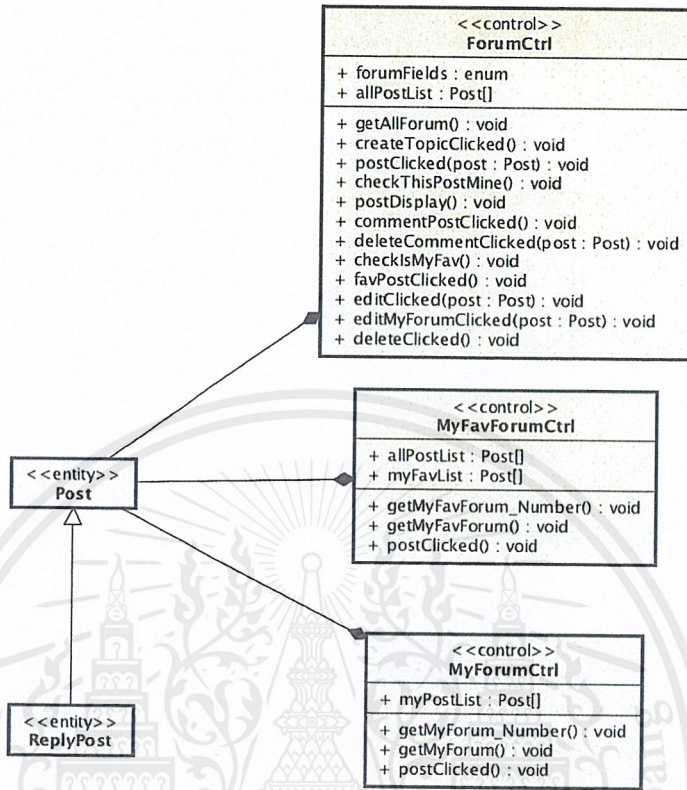 <<control>>
ForumCtrl
+ forumFields : enum
+ allPostList : Post[]
+ getAllForum() : void
+ createTopicClicked() : void
+ postClicked(post : Post) : void
+ checkThisPostMine() : void
+ postDisplay() : void
+ commentPostClicked() : void
+ deleteCommentClicked(post : Post) : void
+ checkIsMyFav() : void
+ favPostClicked() : void
+ editClicked(post : Post) : void
+ editMyForumClicked(post : Post) : void
+ deleteClicked() : void
<<control>>
MyFavForumCtrl
+ allPostList : Post[]
+ myFavList : Post[]
+ getMyFavForum_Number() : void
+ getMyFavForum() : void
+ postClicked() : void
<<entity>>
Post
<<control>>
MyForumCtrl
+ myPostList : Post[]
+ getMyForum_Number() : void
+ getMyForum() : void
+ postClicked() : void
<<entity>>
ReplyPost